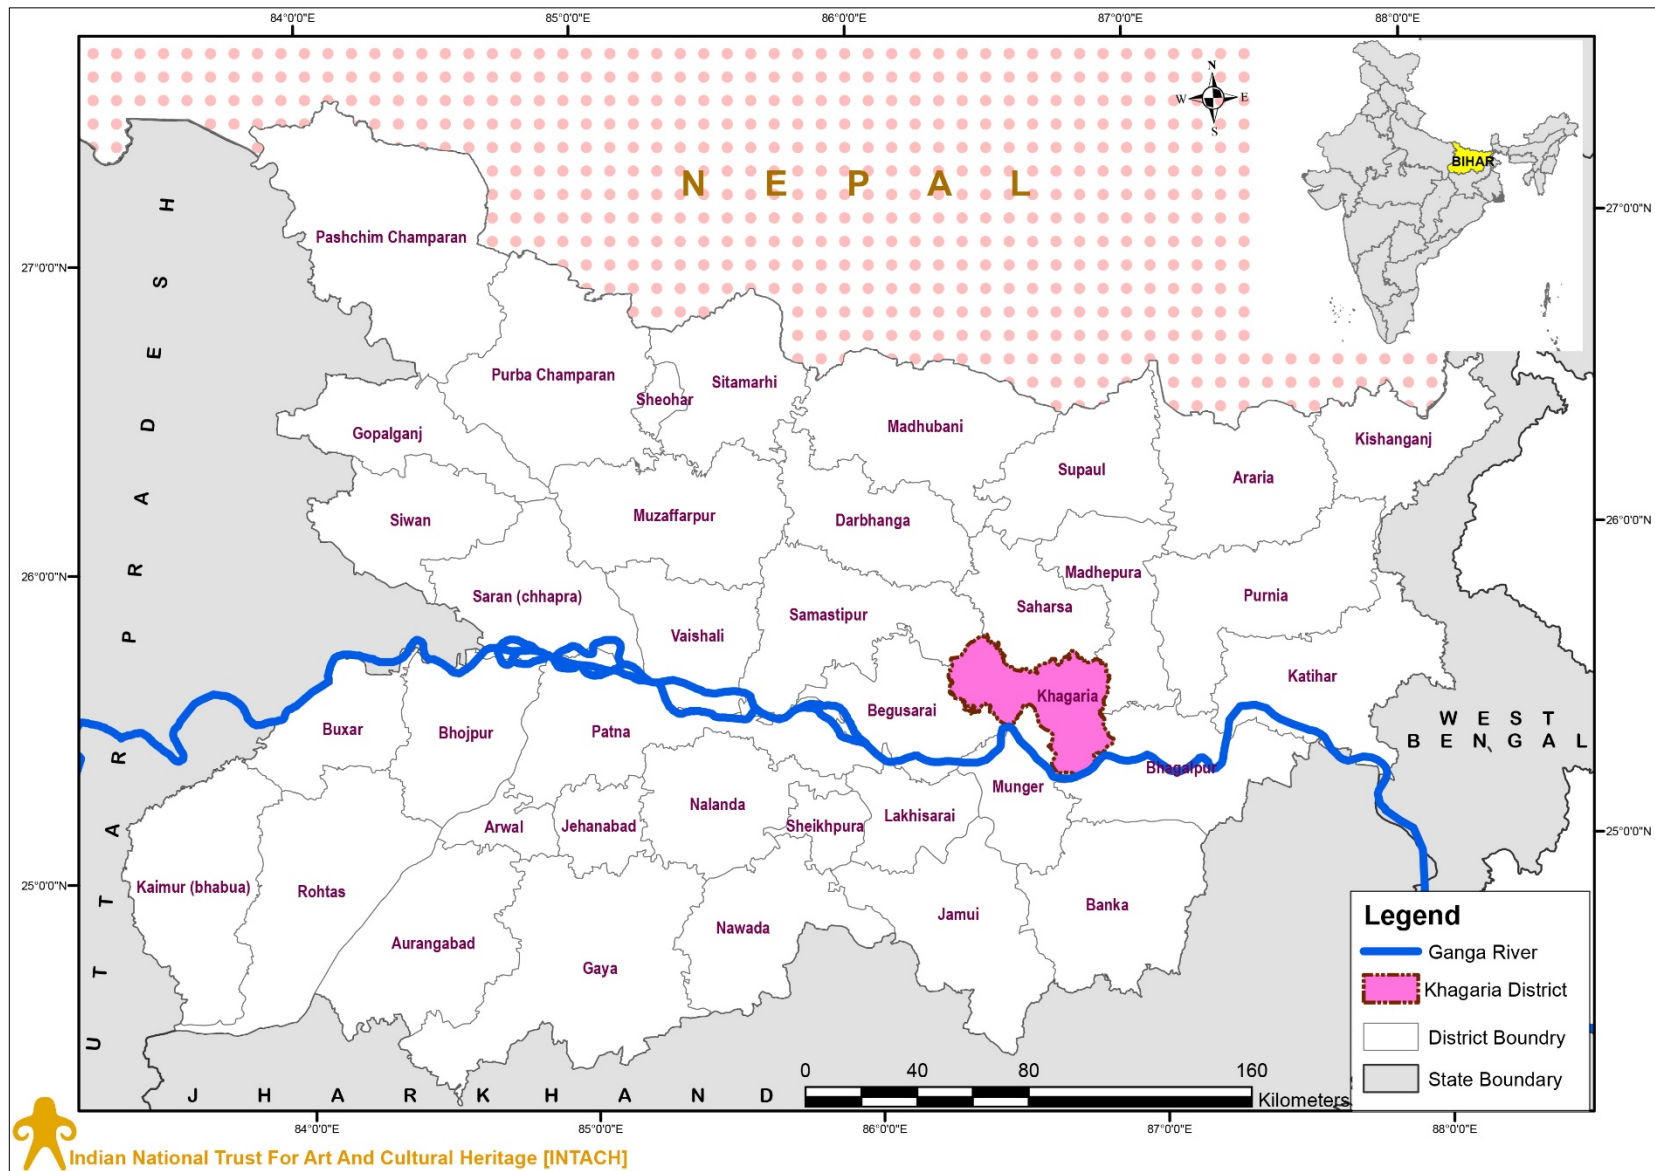 84°0'0"E 85°0'0"E 86°0'0"E 87°0'0"E 88°0'0"E
N
W E
S
BIHAR
N E P A L
27°0'0"N
27°0'0"N
Pashchim Champaran
Purba Champaran
Sitamarhi
Sheohar
Gopalganj
Madhubani
Kishanganj
Supaul
Araria
Siwan
Muzaffarpur
Darbhanga
26°0'0"N
26°0'0"N
Madhepura
Saran (chhapra)
Purnia
Saharsa
Samastipur
Vaishali
Katihar
Khagaria
Begusarai
Buxar
Bhojpur
Patna
WEST
BENGAL
Bhagalpur
Munger
Nalanda
Lakhisarai
Arwal
Jehanabad
Sheikhpura
25°0'0"N
25°0'0"N
Kaimur (bhabua)
Rohtas
Banka
Jamui
Nawada
Aurangabad
Gaya
UTTAR PRADESH
JHARKHAND
Legend
Ganga River
Khagaria District
District Boundry
State Boundary
0 40 80 160
Kilometers
84°0'0"E 85°0'0"E 86°0'0"E 87°0'0"E 88°0'0"E
Indian National Trust For Art And Cultural Heritage [INTACH]